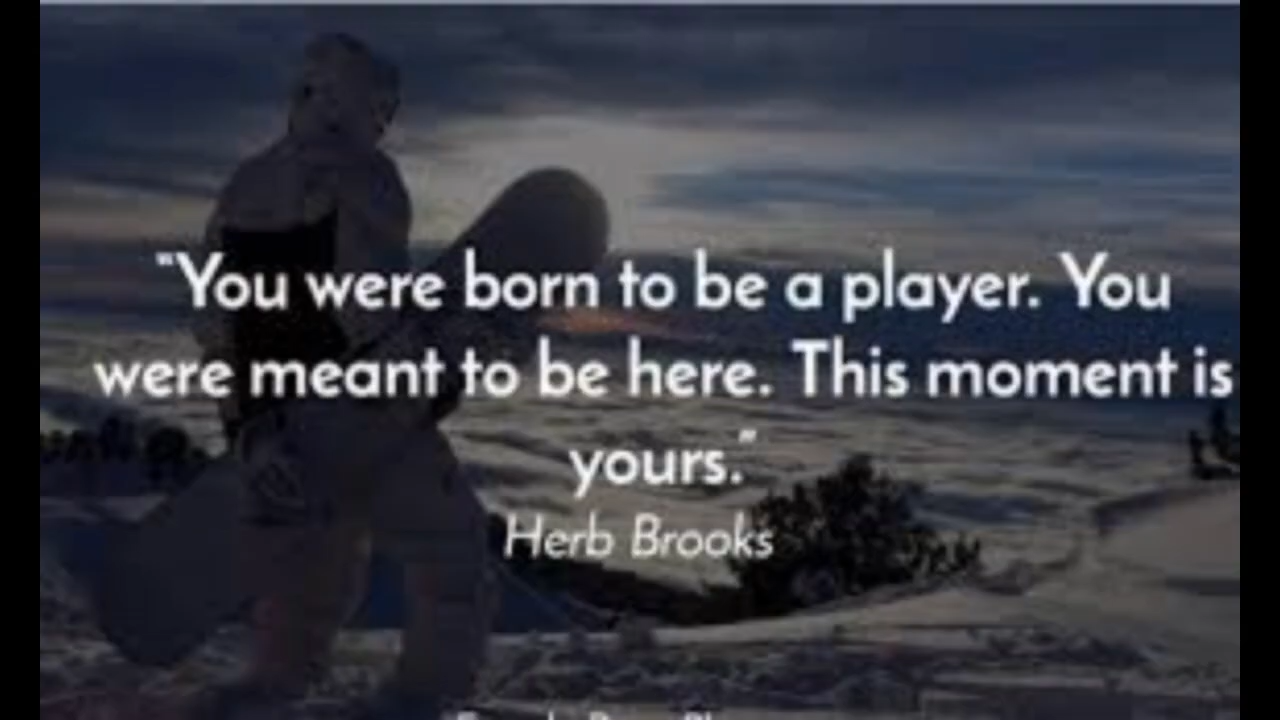 “You were born to be a player. You
were meant to be here. This moment is
yours.”
Herb Brooks